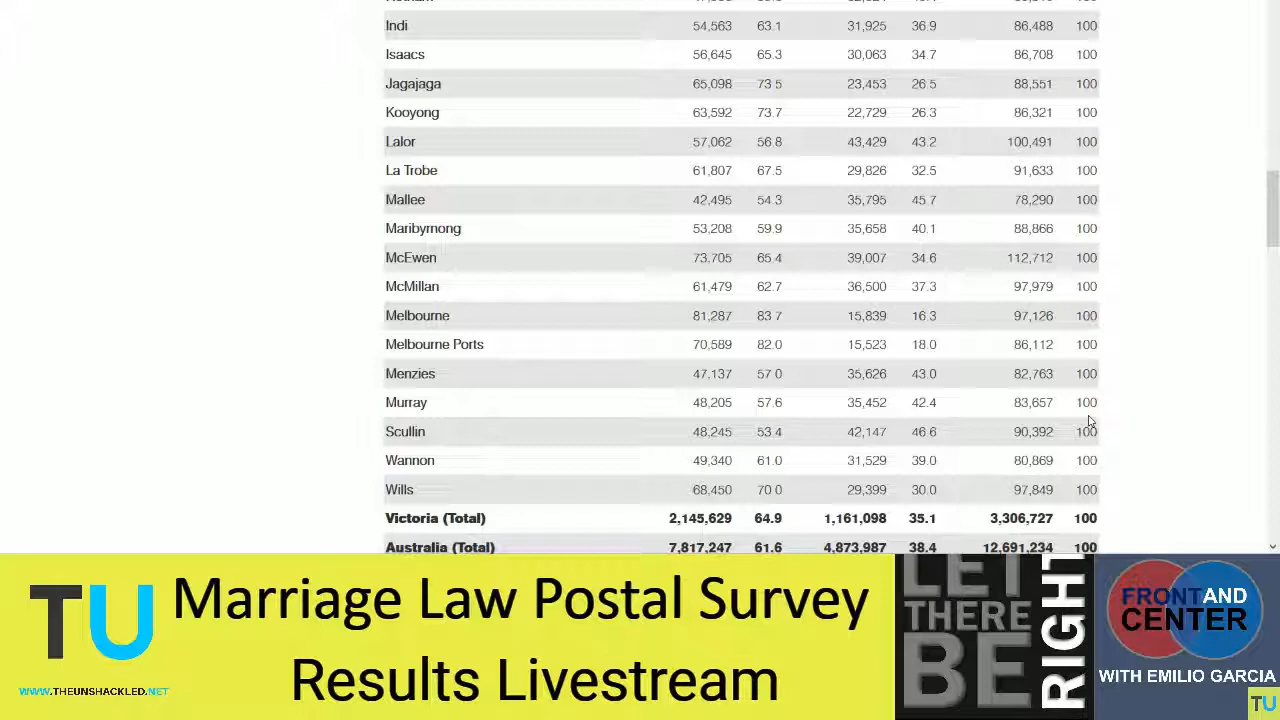 Indi 54,563 63.1 31,925 36.9 86,488 100
Isaacs 56,645 65.3 30,063 34.7 86,708 100
Jagajaga 65,098 73.5 23,453 26.5 88,551 100
Kooyong 63,592 73.7 22,729 26.3 86,321 100
Lalor 57,062 56.8 43,429 43.2 100,491 100
La Trobe 61,807 67.5 29,826 32.5 91,633 100
Mallee 42,495 54.3 35,795 45.7 78,290 100
Maribyrnong 53,208 59.9 35,658 40.1 88,866 100
McEwen 73,705 65.4 39,007 34.6 112,712 100
McMillan 61,479 62.7 36,500 37.3 97,979 100
Melbourne 81,287 83.7 15,839 16.3 97,126 100
Melbourne Ports 70,589 82.0 15,523 18.0 86,112 100
Menzies 47,137 57.0 35,626 43.0 82,763 100
Murray 48,205 57.6 35,452 42.4 83,657 100
Scullin 48,245 53.4 42,147 46.6 90,392 100
Wannon 49,340 61.0 31,529 39.0 80,869 100
Wills 68,450 70.0 29,399 30.0 97,849 100
Victoria (Total) 2,145,629 64.9 1,161,098 35.1 3,306,727 100
Australia (Total) 7,817,247 61.6 4,873,987 38.4 12,691,234 100
TU
WWW.THEUNSHACKLED.NET
Marriage Law Postal Survey
Results Livestream
LET
THERE
BE
RIGHT
FRONT AND
CENTER
WITH EMILIO GARCIA
TU